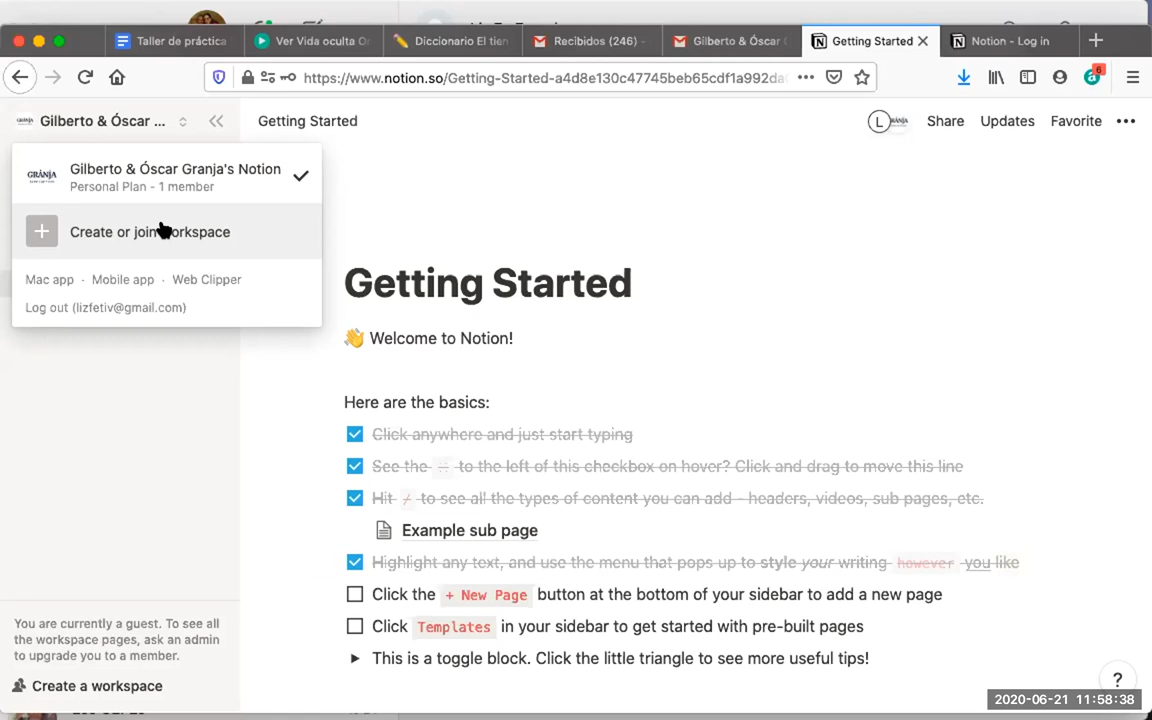 Taller de práctica
Ver Vida oculta Or
Diccionario El tien
Recibidos (246) -
Gilberto & Óscar G
Getting Started
Notion - Log in
https://www.notion.so/Getting-Started-a4d8e130c47745beb65cdf1a992da
6
Gilberto & Óscar ...
Getting Started
L
GRANJA
Share
Updates
Favorite
GRANJA
Gilberto & Óscar Granja's Notion
Personal Plan - 1 member
Create or join workspace
Mac app · Mobile app · Web Clipper
Log out (lizfetiv@gmail.com)
Getting Started
👋 Welcome to Notion!
Here are the basics:
Click anywhere and just start typing
See the ⋮⋮ to the left of this checkbox on hover? Click and drag to move this line
Hit / to see all the types of content you can add - headers, videos, sub pages, etc.
Example sub page
Highlight any text, and use the menu that pops up to style your writing however you like
Click the + New Page button at the bottom of your sidebar to add a new page
Click Templates in your sidebar to get started with pre-built pages
This is a toggle block. Click the little triangle to see more useful tips!
You are currently a guest. To see all
the workspace pages, ask an admin
to upgrade you to a member.
Create a workspace
?
2020-06-21 11:58:38